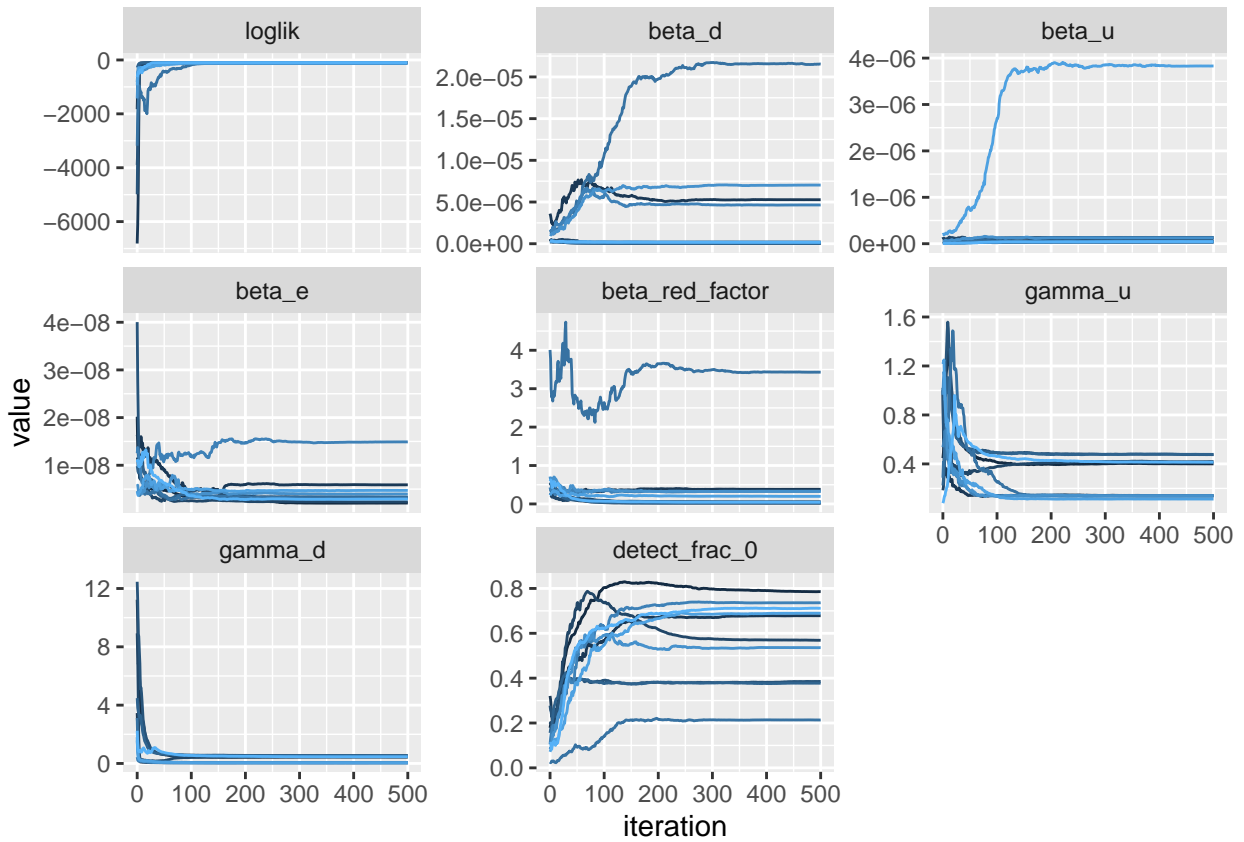 loglik
beta_d
beta_u
0
−2000
−4000
−6000
2.0e−05
1.5e−05
1.0e−05
5.0e−06
0.0e+00
4e−06
3e−06
2e−06
1e−06
0e+00
beta_e
beta_red_factor
gamma_u
4e−08
3e−08
2e−08
1e−08
4
3
2
1
0
1.6
1.2
0.8
0.4
0 100 200 300 400 500
gamma_d
detect_frac_0
12
8
4
0
0.8
0.6
0.4
0.2
0.0
0 100 200 300 400 500
0 100 200 300 400 500
value
iteration